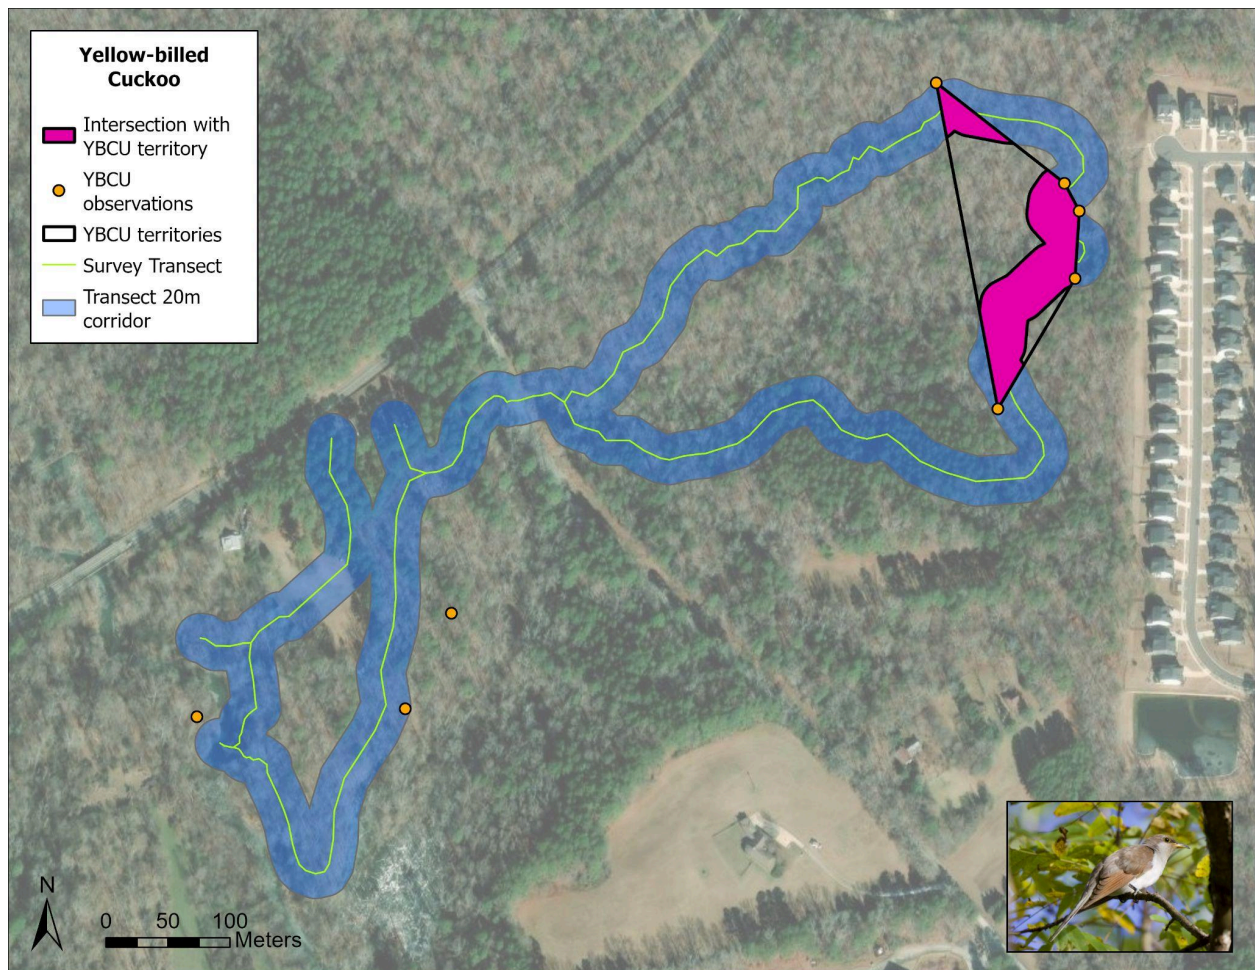 Yellow-billed
Cuckoo
Intersection with
YBCU territory
YBCU
observations
YBCU territories
Survey Transect
Transect 20m
corridor
N
0 50 100
Meters